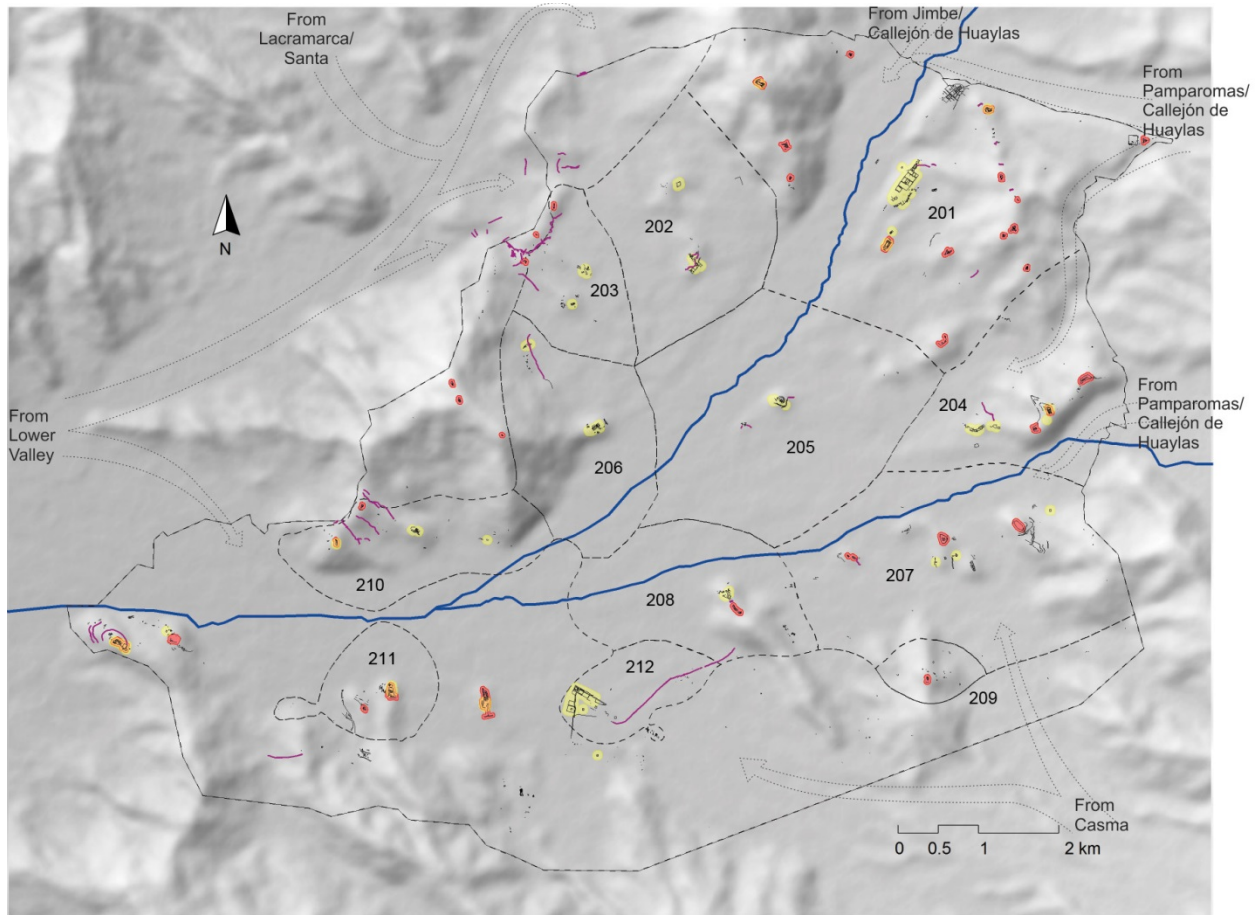 From
Lacramarca/
Santa
From Jimbe/
Callejón de Huaylas
From
Pamparomas/
Callejón de
Huaylas
N
201
202
203
From
Lower
Valley
204
From
Pamparomas/
Callejón de
Huaylas
205
206
207
210
208
211
212
209
From
Casma
0 0.5 1 2 km